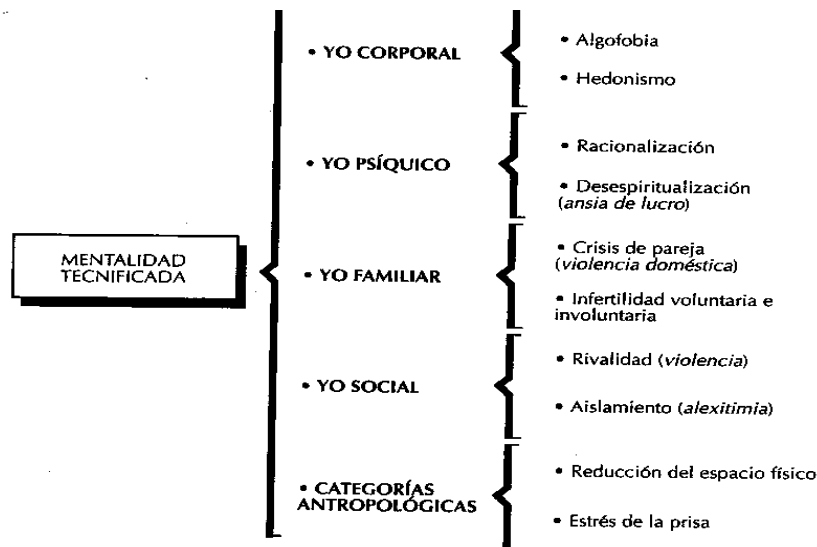 MENTALIDAD
TECNIFICADA
• YO CORPORAL
• Algofobia
• Hedonismo
• YO PSÍQUICO
• Racionalización
• Desespiritualización
(ansia de lucro)
• YO FAMILIAR
• Crisis de pareja
(violencia doméstica)
• Infertilidad voluntaria e
involuntaria
• YO SOCIAL
• Rivalidad (violencia)
• Aislamiento (alexitimia)
• CATEGORÍAS
ANTROPOLÓGICAS
• Reducción del espacio físico
• Estrés de la prisa